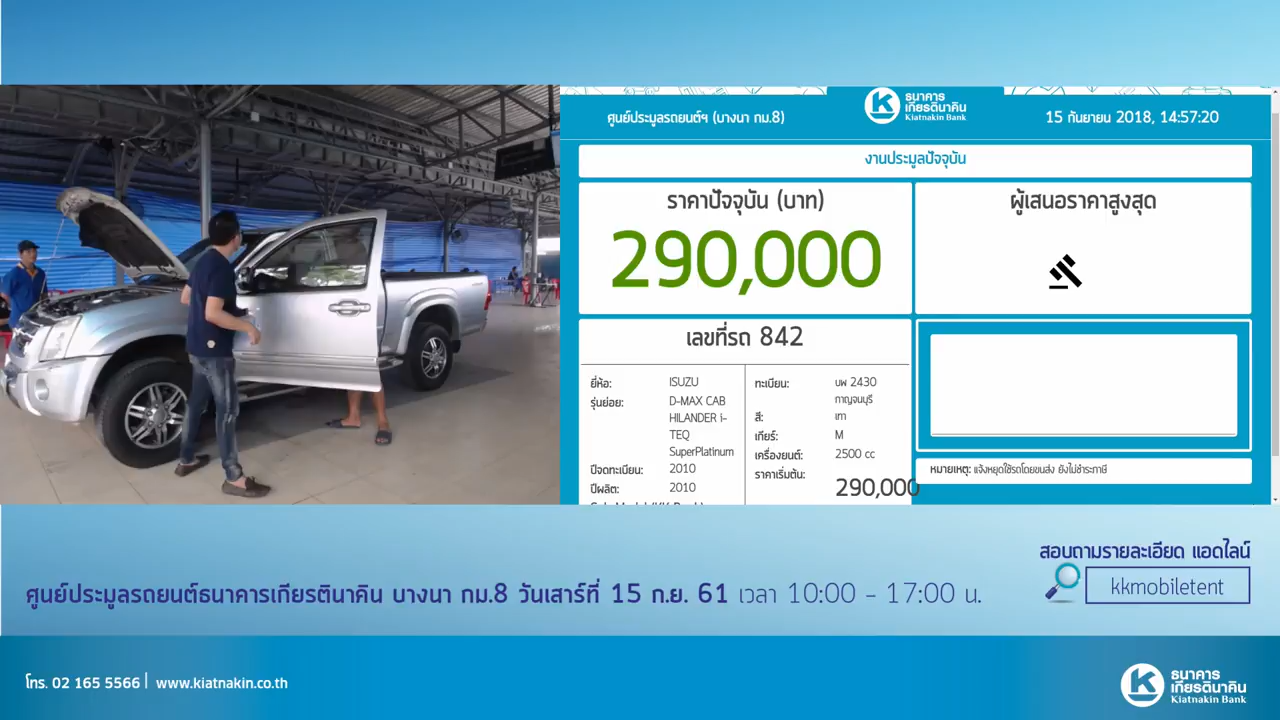 ศูนย์ประมูลรถยนต์ฯ (บางนา กม.8)
ธนาคาร
เกียรตินาคิน
Kiatnakin Bank
15 กันยายน 2018, 14:57:20
งานประมูลปัจจุบัน
ราคาปัจจุบัน (บาท)
290,000
ผู้เสนอราคาสูงสุด
เลขที่รถ 842
ยี่ห้อ: ISUZU
รุ่นย่อย: D-MAX CAB
HILANDER i-
TEQ
SuperPlatinum
ปีจดทะเบียน: 2010
ปีผลิต: 2010
ทะเบียน: บพ 2430
กาญจนบุรี
สี: เทา
เกียร์: M
เครื่องยนต์: 2500 cc
ราคาเริ่มต้น:
290,000
หมายเหตุ: แจ้งหยุดใช้รถโดยขนส่ง ยังไม่ชำระภาษี
สอบถามรายละเอียด แอดไลน์
kkmobiletent
ศูนย์ประมูลรถยนต์ธนาคารเกียรตินาคิน บางนา กม.8 วันเสาร์ที่ 15 ก.ย. 61 เวลา 10:00 - 17:00 น.
โทร. 02 165 5566 | www.kiatnakin.co.th
ธนาคาร
เกียรตินาคิน
Kiatnakin Bank